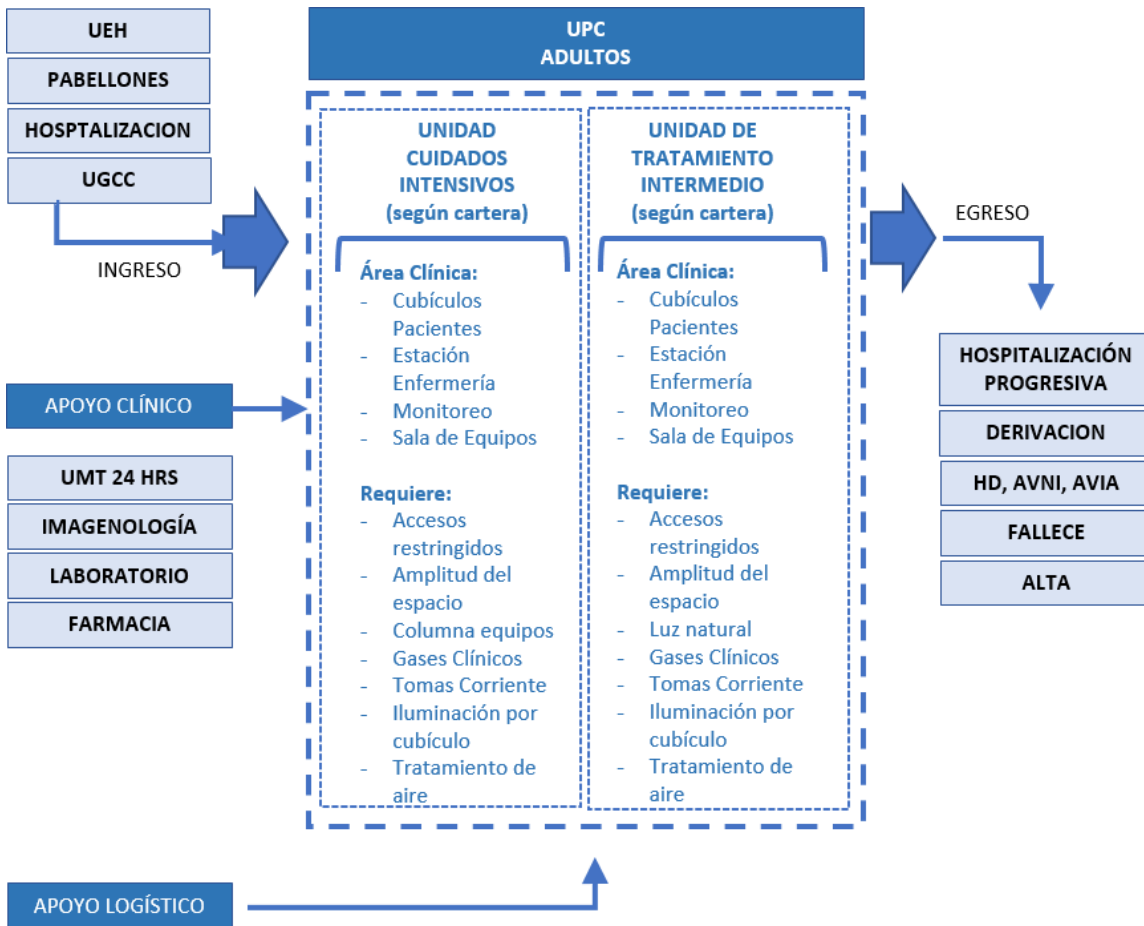 UEH
PABELLONES
HOSPTALIZACION
UGCC
INGRESO
APOYO CLÍNICO
UMT 24 HRS
IMAGENOLOGÍA
LABORATORIO
FARMACIA
APOYO LOGÍSTICO
UPC
ADULTOS
UNIDAD
CUIDADOS
INTENSIVOS
(según cartera)
Área Clínica:
- Cubículos
Pacientes
- Estación
Enfermería
- Monitoreo
- Sala de Equipos
Requiere:
- Accesos
restringidos
- Amplitud del
espacio
- Columna equipos
- Gases Clínicos
- Tomas Corriente
- Iluminación por
cubículo
- Tratamiento de
aire
UNIDAD DE
TRATAMIENTO
INTERMEDIO
(según cartera)
Área Clínica:
- Cubículos
Pacientes
- Estación
Enfermería
- Monitoreo
- Sala de Equipos
Requiere:
- Accesos
restringidos
- Amplitud del
espacio
- Luz natural
- Gases Clínicos
- Tomas Corriente
- Iluminación por
cubículo
- Tratamiento de
aire
EGRESO
HOSPITALIZACIÓN
PROGRESIVA
DERIVACION
HD, AVNI, AVIA
FALLECE
ALTA